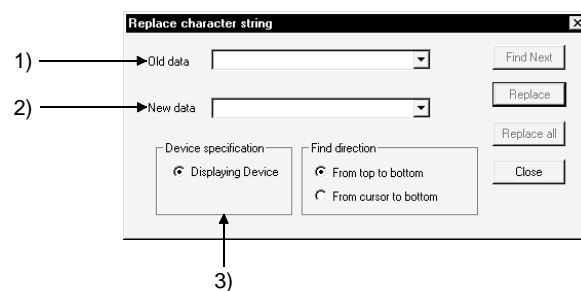 Replace character string
1) Old data
Find Next
2) New data
Replace
Replace all
Device specification
Displaying Device
Find direction
From top to bottom
From cursor to bottom
Close
3)